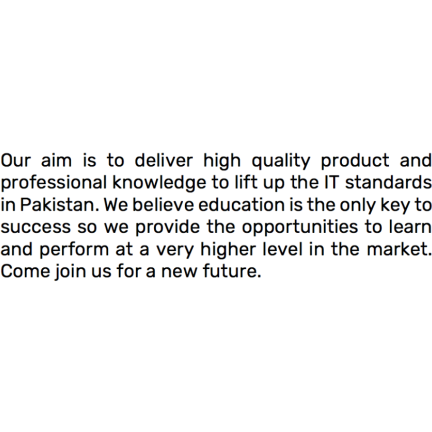 Our aim is to deliver high quality product and
professional knowledge to lift up the IT standards
in Pakistan. We believe education is the only key to
success so we provide the opportunities to learn
and perform at a very higher level in the market.
Come join us for a new future.